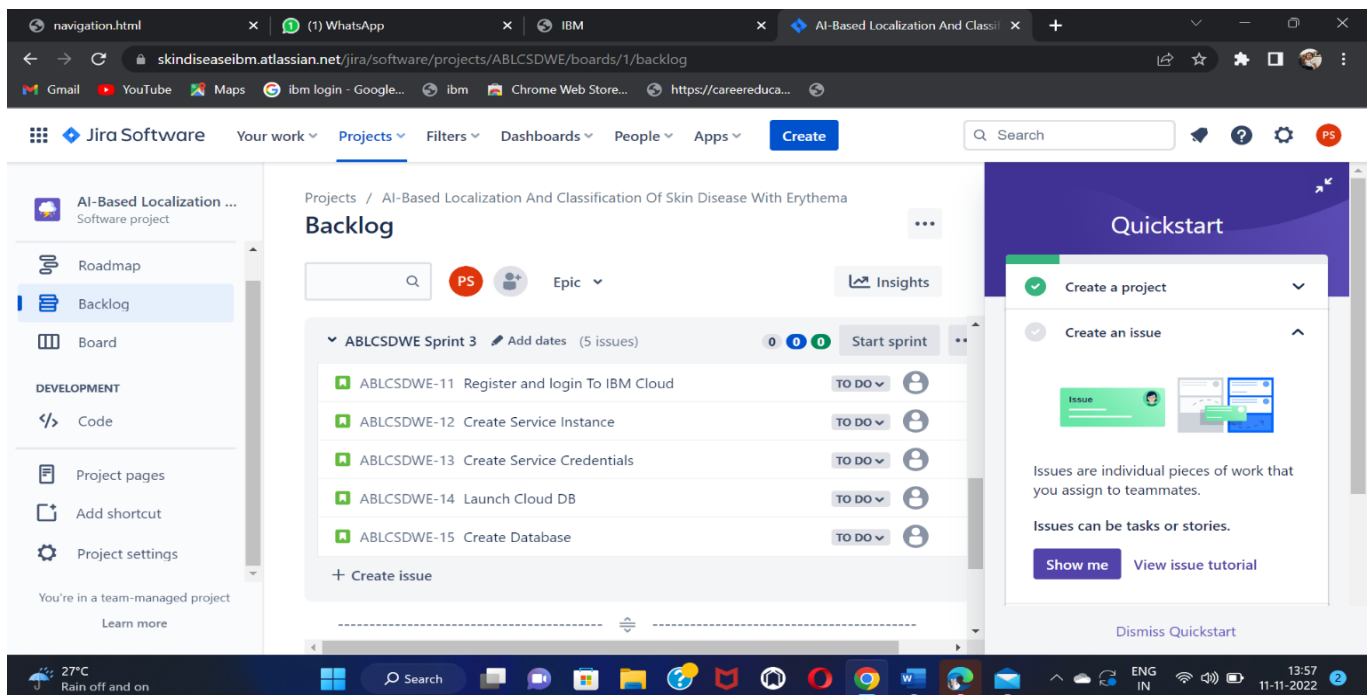 navigation.html
(1) WhatsApp
IBM
AI-Based Localization And Classif
skindiseaseibm.atlassian.net/jira/software/projects/ABLCSDWE/boards/1/backlog
Gmail YouTube Maps ibm login - Google... ibm Chrome Web Store... https://careereduca...
Jira Software Your work Projects Filters Dashboards People Apps Create Search PS
AI-Based Localization ...
Software project
Roadmap
Backlog
Board
DEVELOPMENT
Code
Project pages
Add shortcut
Project settings
You're in a team-managed project
Learn more
Projects / AI-Based Localization And Classification Of Skin Disease With Erythema
Backlog
PS Epic Insights
ABLCSDWE Sprint 3 Add dates (5 issues) 0 0 0 Start sprint
ABLCSDWE-11 Register and login To IBM Cloud TO DO
ABLCSDWE-12 Create Service Instance TO DO
ABLCSDWE-13 Create Service Credentials TO DO
ABLCSDWE-14 Launch Cloud DB TO DO
ABLCSDWE-15 Create Database TO DO
+ Create issue
Quickstart
Create a project
Create an issue
Issue
Issues are individual pieces of work that
you assign to teammates.
Issues can be tasks or stories.
Show me View issue tutorial
Dismiss Quickstart
27°C
Rain off and on
Search
ENG
IN
13:57
11-11-2022
2